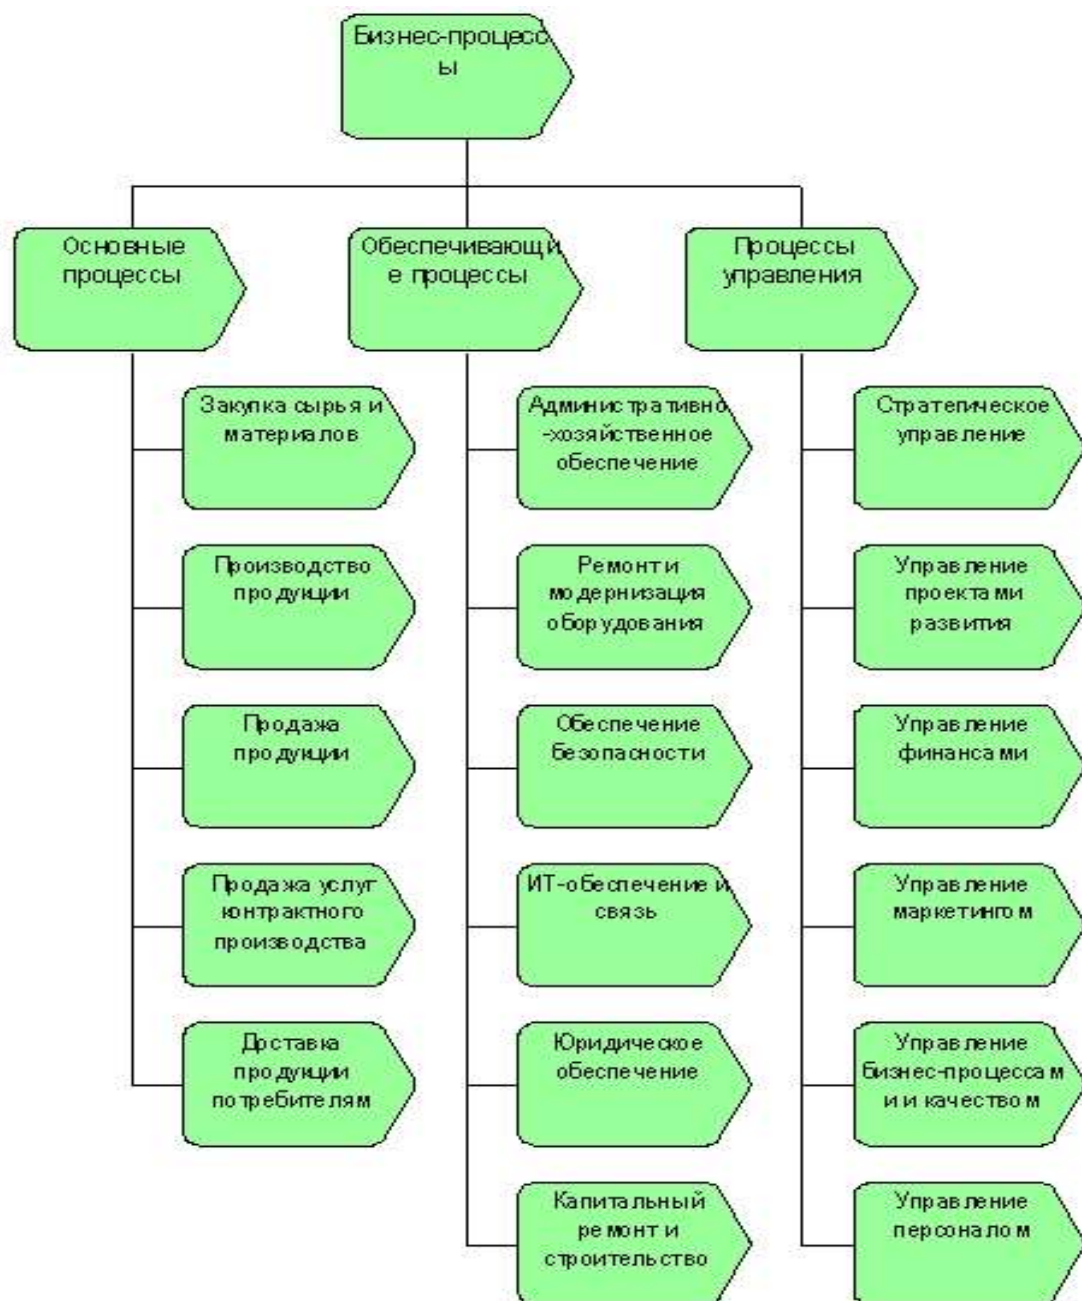 Бизнес-процесс
ы
Основные
процессы
Обеспечивающи
е процессы
Процессы
управления
Закупка сырья и
материалов
Административно
-хозяйственное
обеспечение
Стратегическое
управление
Производство
продукции
Ремонт и
модернизация
оборудования
Управление
проектами
развития
Продажа
продукции
Обеспечение
безопасности
Управление
финансами
Продажа услуг
контрактного
производства
ИТ-обеспечение и
связь
Управление
маркетингом
Доставка
продукции
потребителям
Юридическое
обеспечение
Управление
бизнес-процессам
и и качеством
Капитальный
ремонт и
строительство
Управление
персоналом